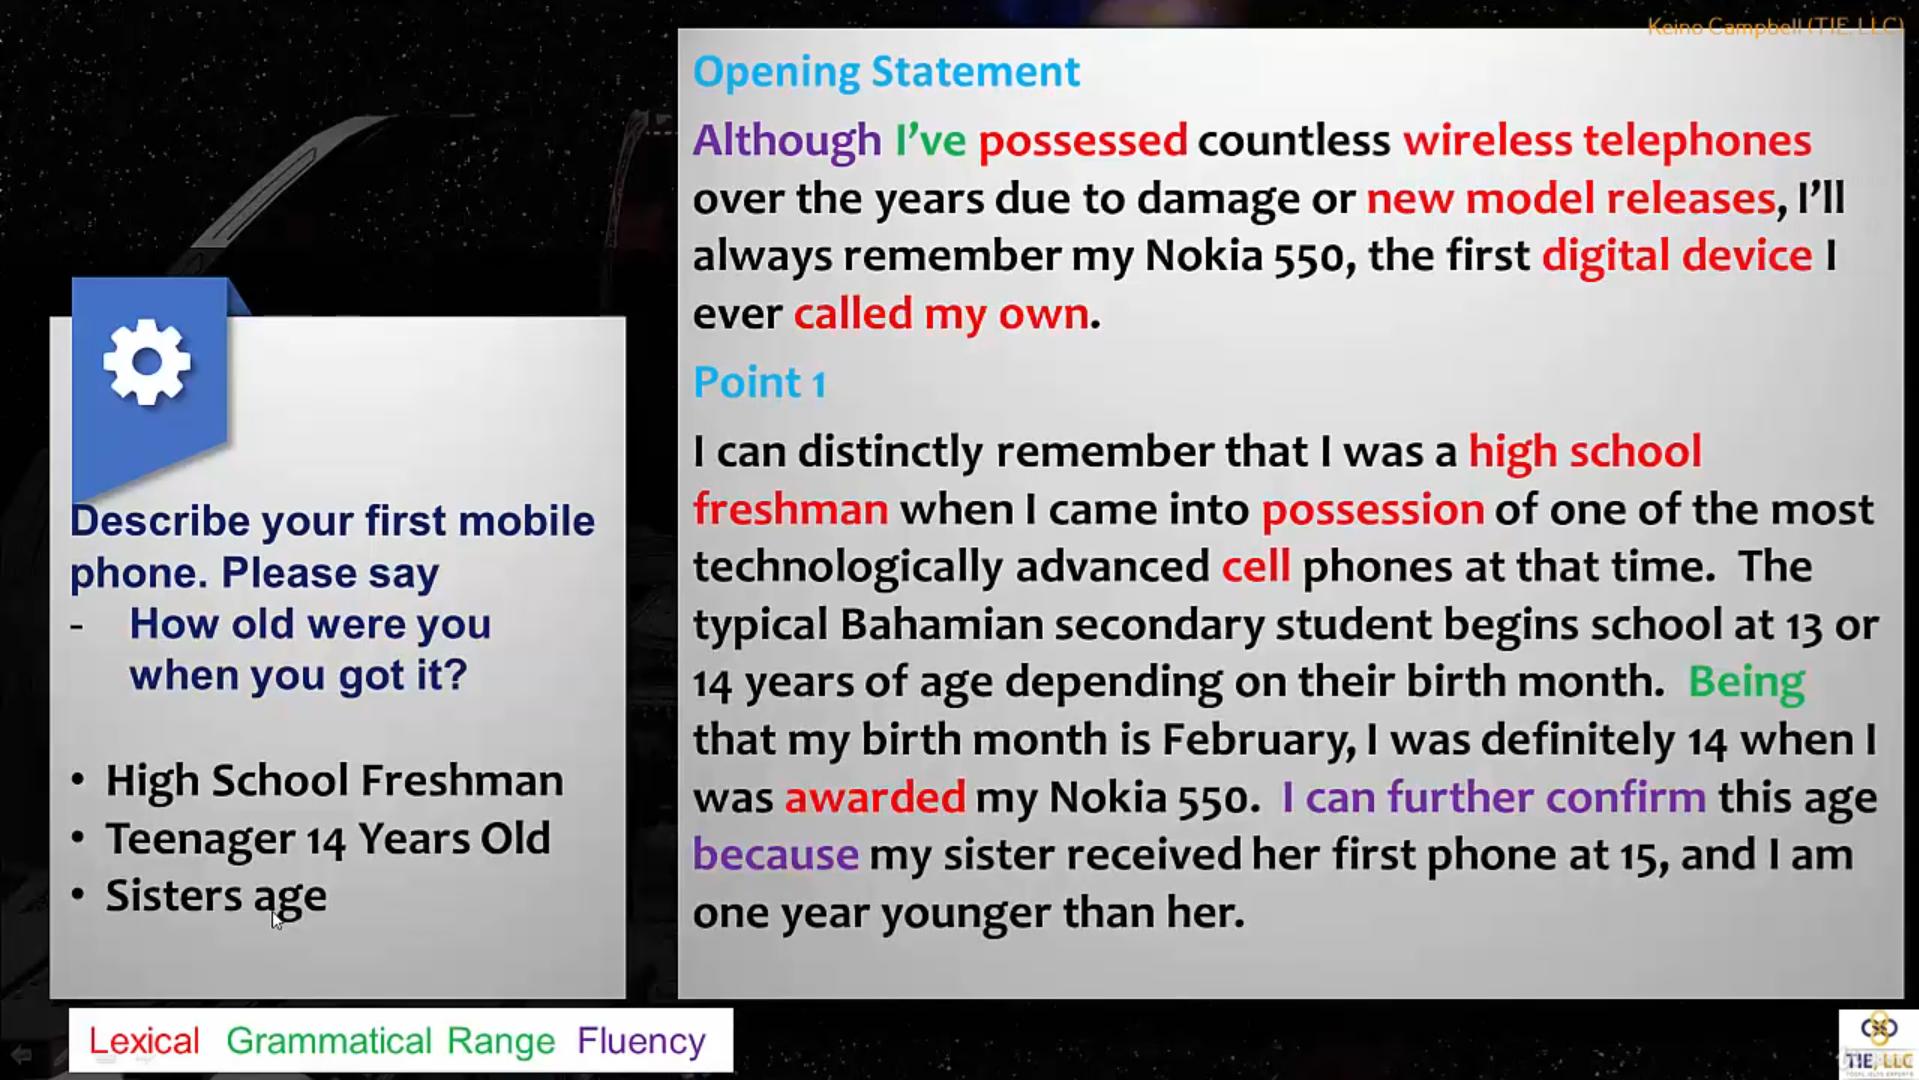 Keino Campbell (TIE, LLC)
Opening Statement
Although I’ve possessed countless wireless telephones
over the years due to damage or new model releases, I’ll
always remember my Nokia 550, the first digital device I
ever called my own.
Point 1
I can distinctly remember that I was a high school
freshman when I came into possession of one of the most
technologically advanced cell phones at that time.  The
typical Bahamian secondary student begins school at 13 or
14 years of age depending on their birth month.  Being
that my birth month is February, I was definitely 14 when I
was awarded my Nokia 550.  I can further confirm this age
because my sister received her first phone at 15, and I am
one year younger than her.
Describe your first mobile
phone. Please say
- How old were you
when you got it?
• High School Freshman
• Teenager 14 Years Old
• Sisters age
Lexical Grammatical Range Fluency
TIE, LLC